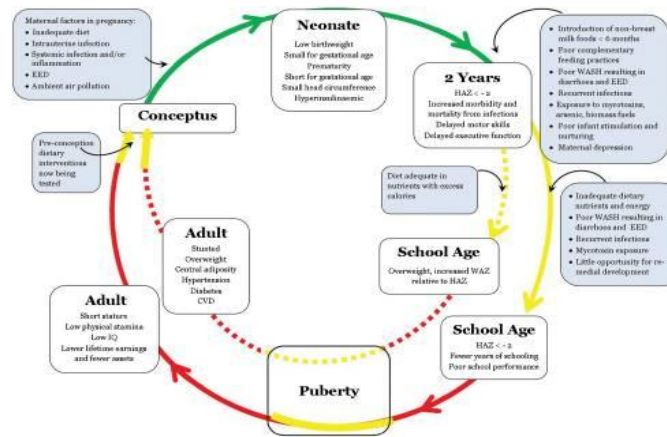 Maternal factors in pregnancy:
• Inadequate diet
• Intrauterine infection
• Systemic infection and/or
inflammation
• EED
• Ambient air pollution
Neonate
Low birthweight
Small for gestational age
Prematurity
Short for gestational age
Small head circumference
Hyperinsulinaemic
• Introduction of non-breast
milk foods < 6 months
• Poor complementary
feeding practices
• Poor WASH resulting in
diarrhoea and EED
• Recurrent infections
• Exposure to mycotoxins,
arsenic, biomass fuels
• Poor infant stimulation and
nurturing
• Maternal depression
2 Years
HAZ < - 2
Increased morbidity and
mortality from infections
Delayed motor skills
Delayed executive function
Conceptus
Pre-conception
dietary
interventions
now being
tested
Diet adequate in
nutrients with excess
calories
• Inadequate dietary
nutrients and energy
• Poor WASH resulting in
diarrhoea and EED
• Recurrent infections
• Mycotoxin exposure
• Little opportunity for re-
medial development
Adult
Stunted
Overweight
Central adiposity
Hypertension
Diabetes
CVD
School Age
Overweight, increased WAZ
relative to HAZ
Adult
Short stature
Low physical stamina
Low IQ
Lower lifetime earnings
and fewer assets
School Age
HAZ < - 2
Fewer years of schooling
Poor school performance
Puberty